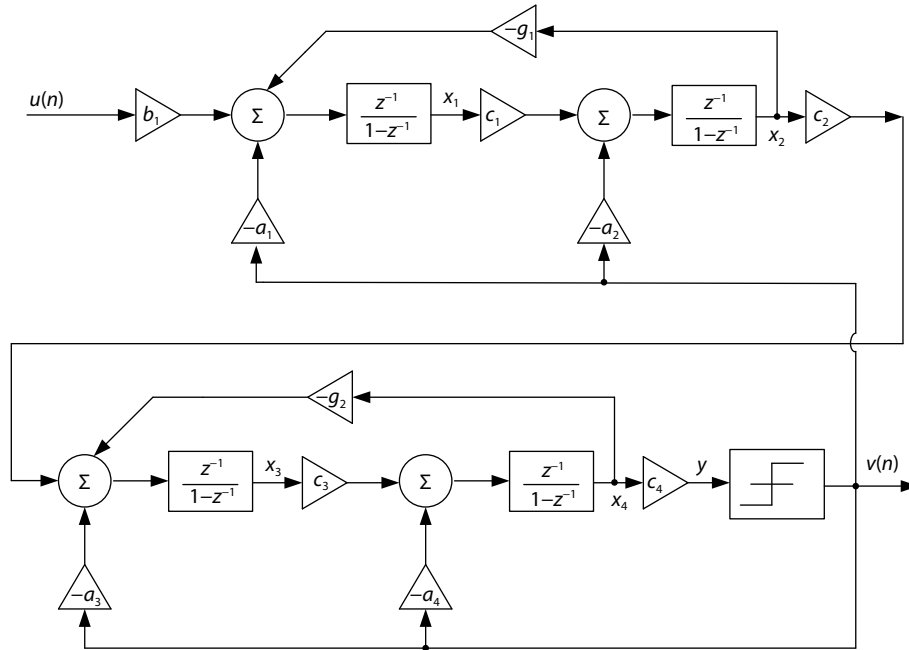 −g₁
u(n)
b₁
Σ
z⁻¹
1−z⁻¹
x₁
c₁
Σ
z⁻¹
1−z⁻¹
x₂
c₂
−a₁
−a₂
−g₂
Σ
z⁻¹
1−z⁻¹
x₃
c₃
Σ
z⁻¹
1−z⁻¹
x₄
c₄
y
v(n)
−a₃
−a₄